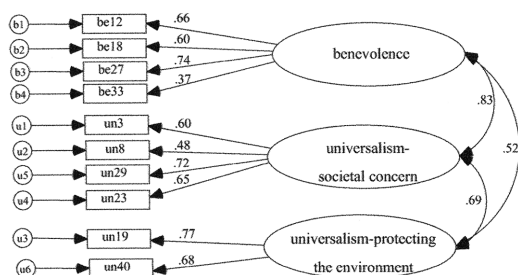 b1 be12 .66
b2 be18 .60
benevolence
b3 be27 .74
b4 be33 .37
.83
u1 un3 .60
u2 un8 .48
universalism-
societal concern
u5 un29 .72
u4 un23 .65
.52
.69
u3 un19 .77
universalism-protecting
the environment
u6 un40 .68